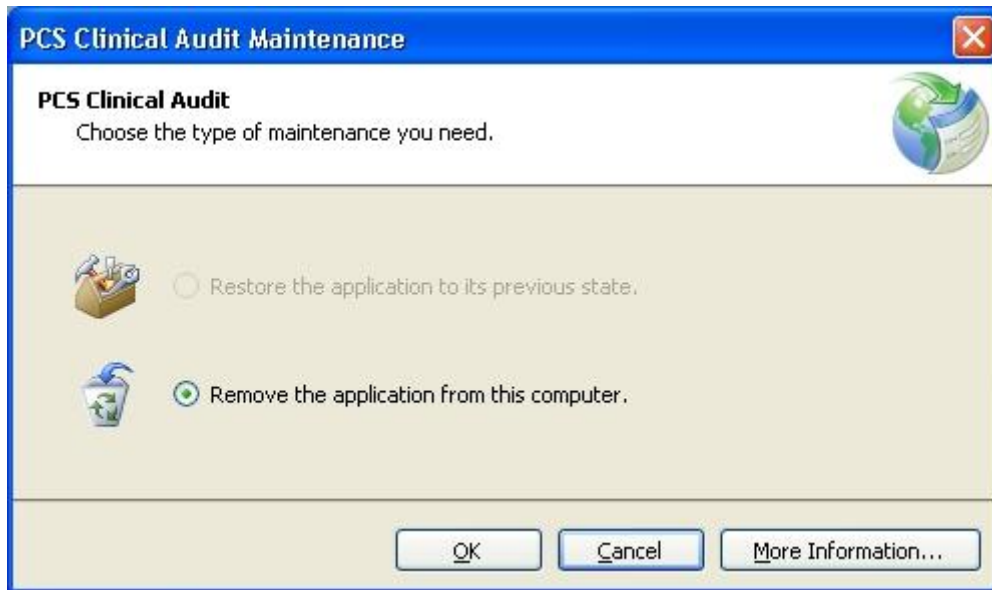 PCS Clinical Audit Maintenance
PCS Clinical Audit
Choose the type of maintenance you need.
Restore the application to its previous state.
Remove the application from this computer.
OK Cancel More Information...